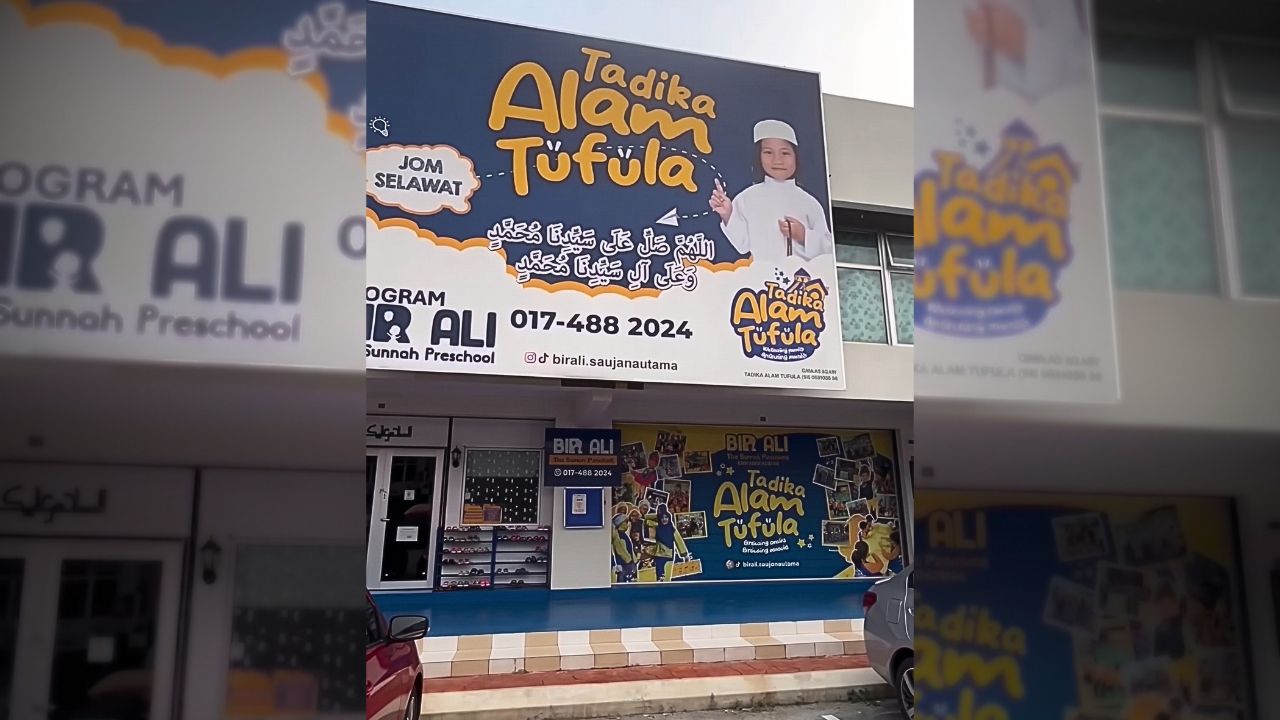 Tadika
Alam
Tufula
JOM
SELAWAT
اللَّهُمَّ صَلِّ عَلَى سَيِّدِنَا مُحَمَّدٍ
وَعَلَى آلِ سَيِّدِنَا مُحَمَّدٍ
OGRAM
BIR ALI
Sunnah Preschool
017-488 2024
birali.saujanautama
Tadika
Alam
Tufula
TADIKA ALAM TUFULA
BIR ALI
017-488 2024
BIR ALI
Tadika
Alam
Tufula
birali.saujanautama